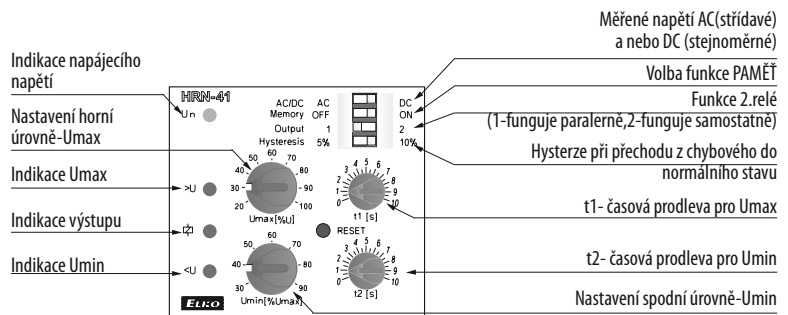 Měřené napětí AC(střídavé)
a nebo DC (stejnoměrné)
Indikace napájecího
napětí
Volba funkce PAMĚŤ
Funkce 2.relé
(1-funguje paralerně,2-funguje samostatně)
Nastavení horní
úrovně-Umax
Hysterze při přechodu z chybového do
normálního stavu
Indikace Umax
t1- časová prodleva pro Umax
Indikace výstupu
t2- časová prodleva pro Umin
Indikace Umin
Nastavení spodní úrovně-Umin
HRN-41
Un
AC/DC AC DC
Memory OFF ON
Output 1 2
Hysteresis 5% 10%
20 30 40 50 60 70 80 90 100
Umax[%U]
0 1 2 3 4 5 6 7 8 9 10
t1 [s]
>U
RESET
<U
30 40 50 60 70 80 90
Umin[%Umax]
0 1 2 3 4 5 6 7 8 9 10
t2 [s]
ELKO